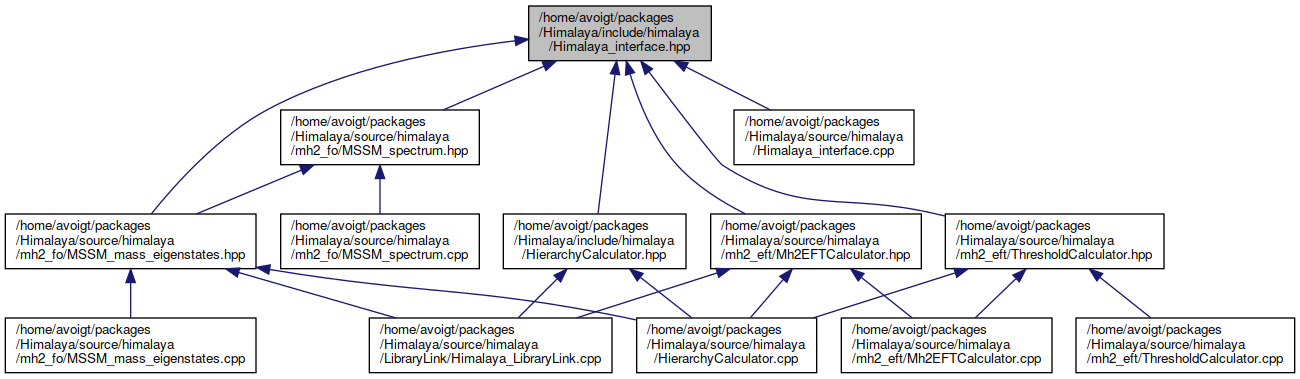 /home/avoigt/packages
/Himalaya/include/himalaya
/Himalaya_interface.hpp
/home/avoigt/packages
/Himalaya/source/himalaya
/mh2_fo/MSSM_spectrum.hpp
/home/avoigt/packages
/Himalaya/source/himalaya
/Himalaya_interface.cpp
/home/avoigt/packages
/Himalaya/source/himalaya
/mh2_fo/MSSM_mass_eigenstates.hpp
/home/avoigt/packages
/Himalaya/source/himalaya
/mh2_fo/MSSM_spectrum.cpp
/home/avoigt/packages
/Himalaya/include/himalaya
/HierarchyCalculator.hpp
/home/avoigt/packages
/Himalaya/source/himalaya
/mh2_eft/Mh2EFTCalculator.hpp
/home/avoigt/packages
/Himalaya/source/himalaya
/mh2_eft/ThresholdCalculator.hpp
/home/avoigt/packages
/Himalaya/source/himalaya
/mh2_fo/MSSM_mass_eigenstates.cpp
/home/avoigt/packages
/Himalaya/source/himalaya
/LibraryLink/Himalaya_LibraryLink.cpp
/home/avoigt/packages
/Himalaya/source/himalaya
/HierarchyCalculator.cpp
/home/avoigt/packages
/Himalaya/source/himalaya
/mh2_eft/Mh2EFTCalculator.cpp
/home/avoigt/packages
/Himalaya/source/himalaya
/mh2_eft/ThresholdCalculator.cpp